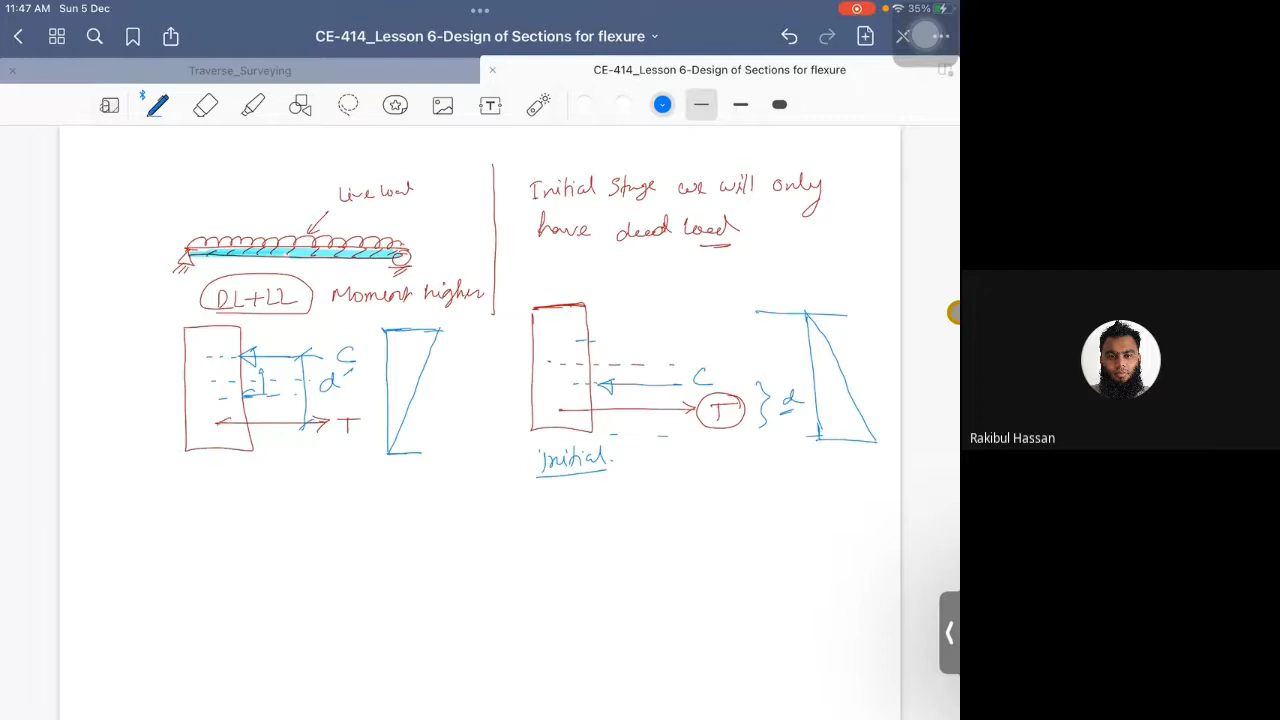 11:47 AM Sun 5 Dec
35%
CE-414_Lesson 6-Design of Sections for flexure
Traverse_Surveying
CE-414_Lesson 6-Design of Sections for flexure
Live load
Initial Stage we will only
have dead load
DL+LL Moment higher
C
d
T
C
T
d
Initial.
Rakibul Hassan